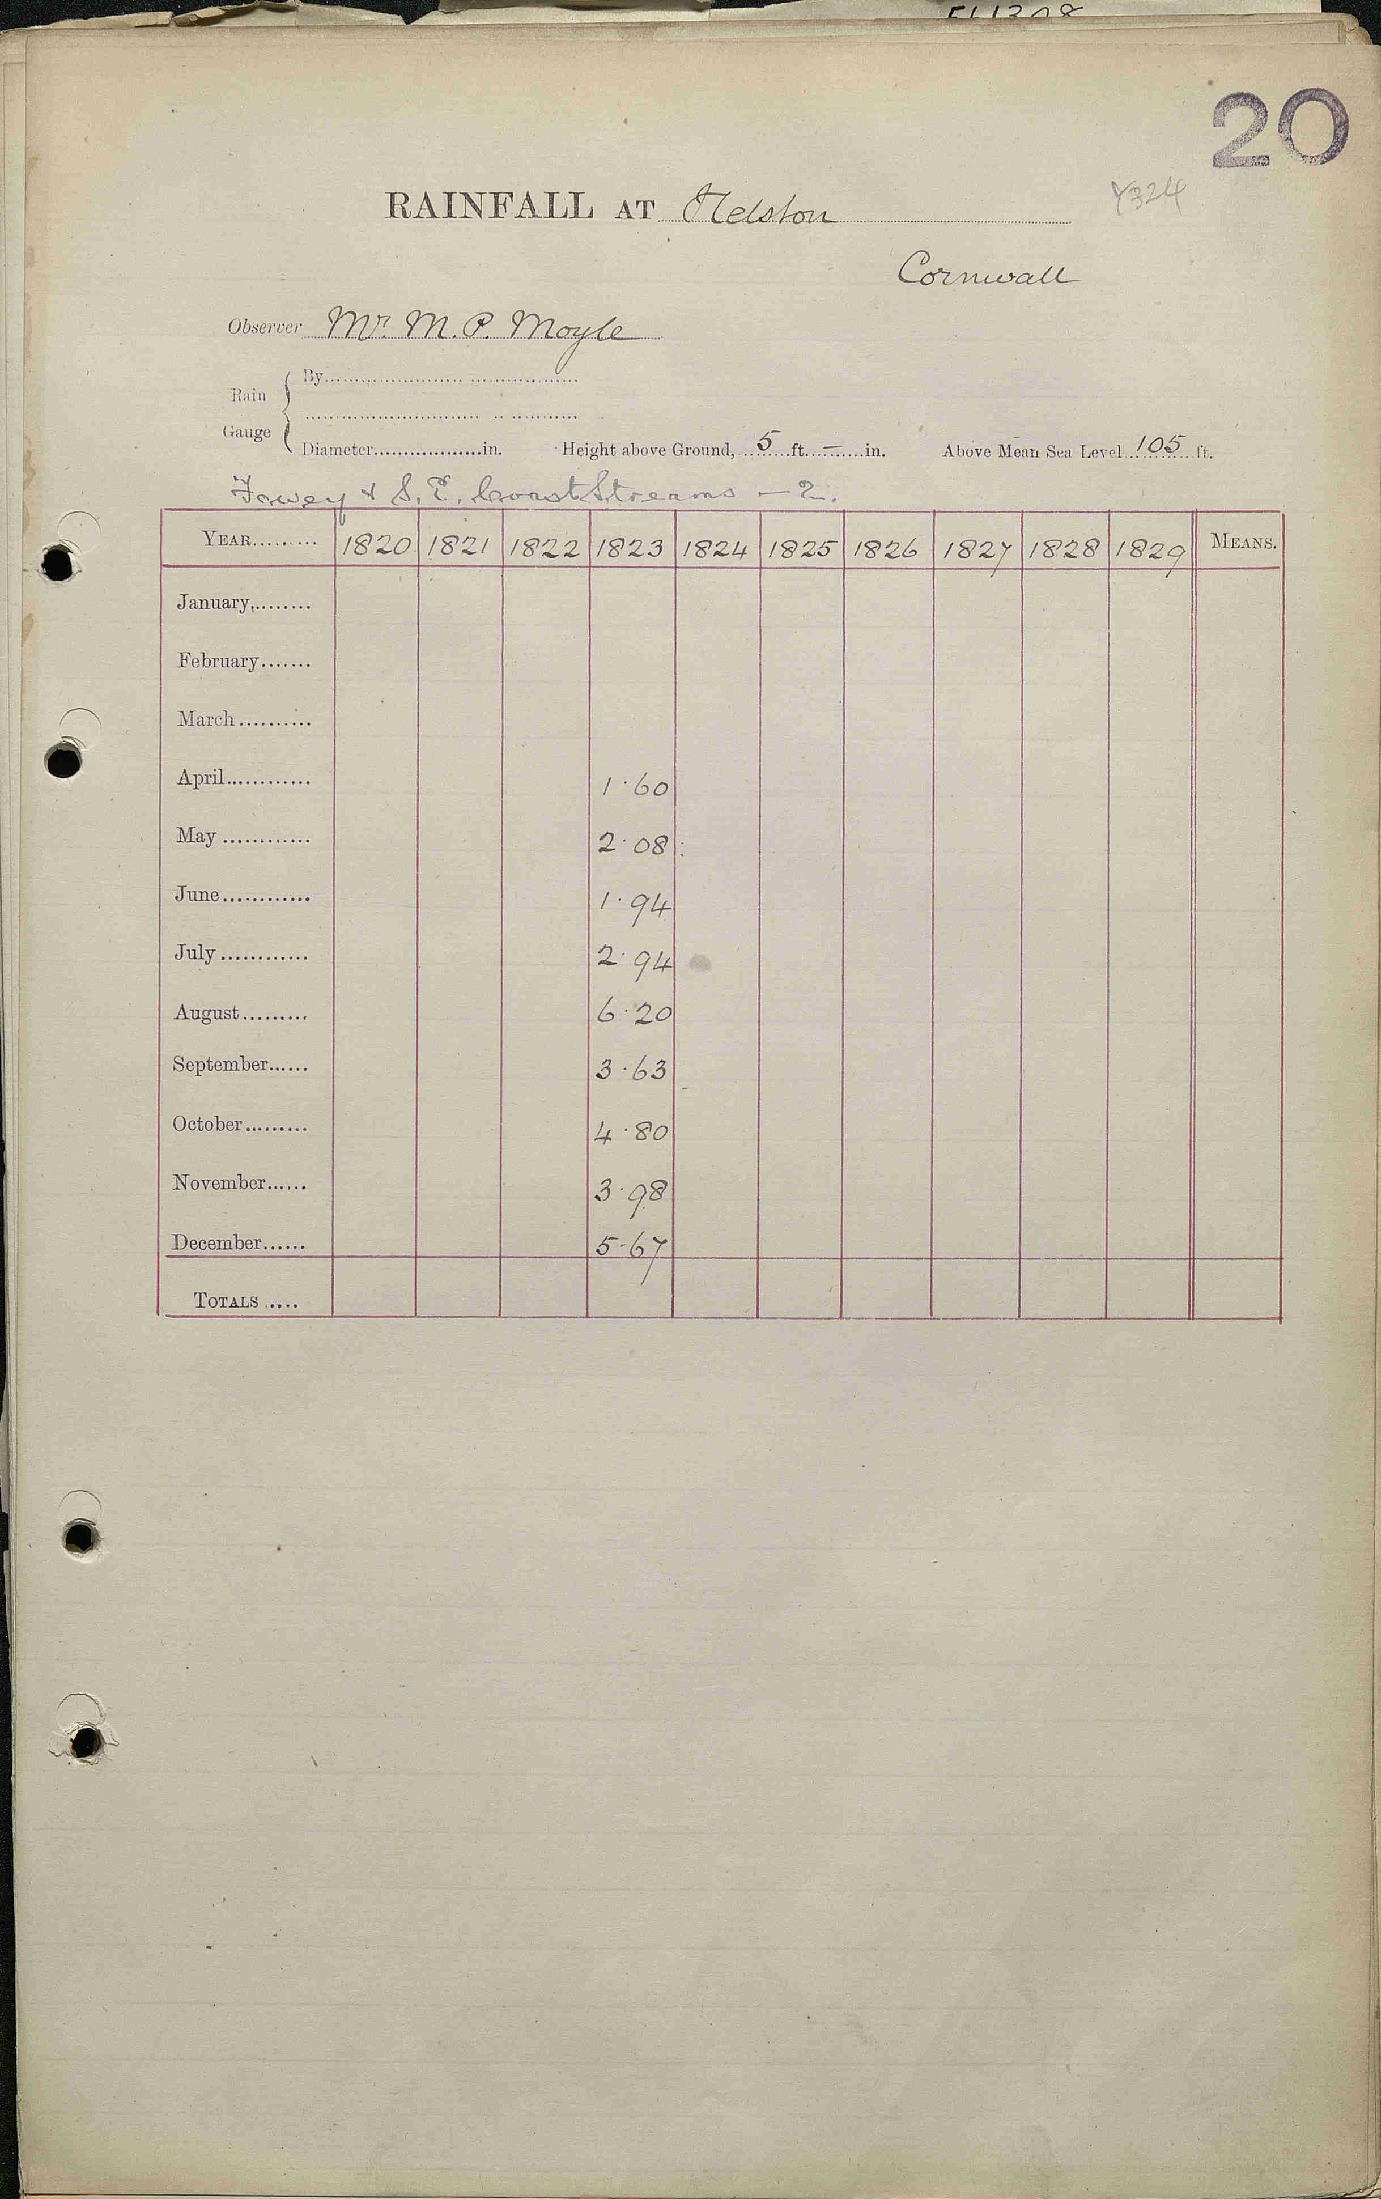 20
RAINFALL AT Helston
Y324
Cornwall
Observer Mr. M. P. Moyle
Rain Gauge { By
Diameter in. Height above Ground, 5 ft. — in. Above Mean Sea Level 105 ft.
Fowey & S. E. Coast Streams — 2.
YEAR 1820 1821 1822 1823 1824 1825 1826 1827 1828 1829 MEANS.
January
February
March
April 1.60
May 2.08
June 1.94
July 2.94
August 6.20
September 3.63
October 4.80
November 3.98
December 5.67
TOTALS